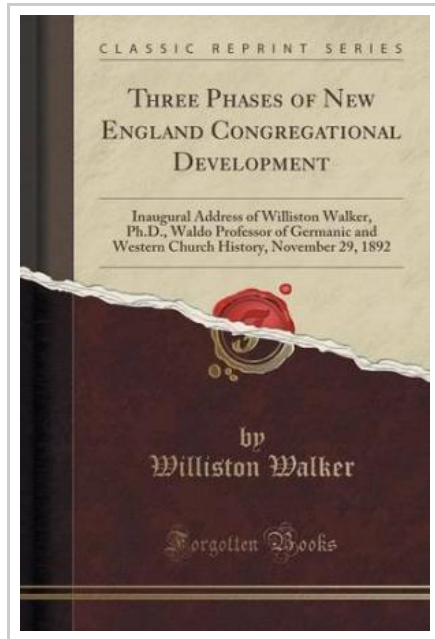 CLASSIC REPRINT SERIES
THREE PHASES OF NEW
ENGLAND CONGREGATIONAL
DEVELOPMENT
Inaugural Address of Williston Walker,
Ph.D., Waldo Professor of Germanic and
Western Church History, November 29, 1892
F
by
Williston Walker
Forgotten Books